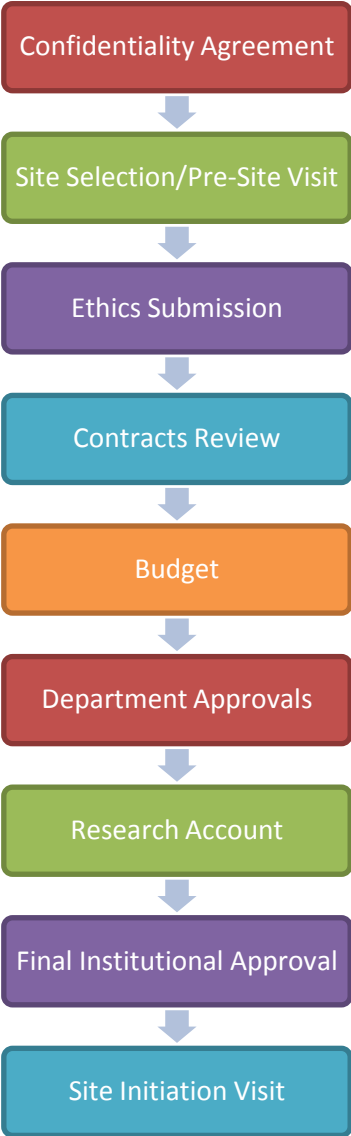 Confidentiality Agreement
Site Selection/Pre-Site Visit
Ethics Submission
Contracts Review
Budget
Department Approvals
Research Account
Final Institutional Approval
Site Initiation Visit